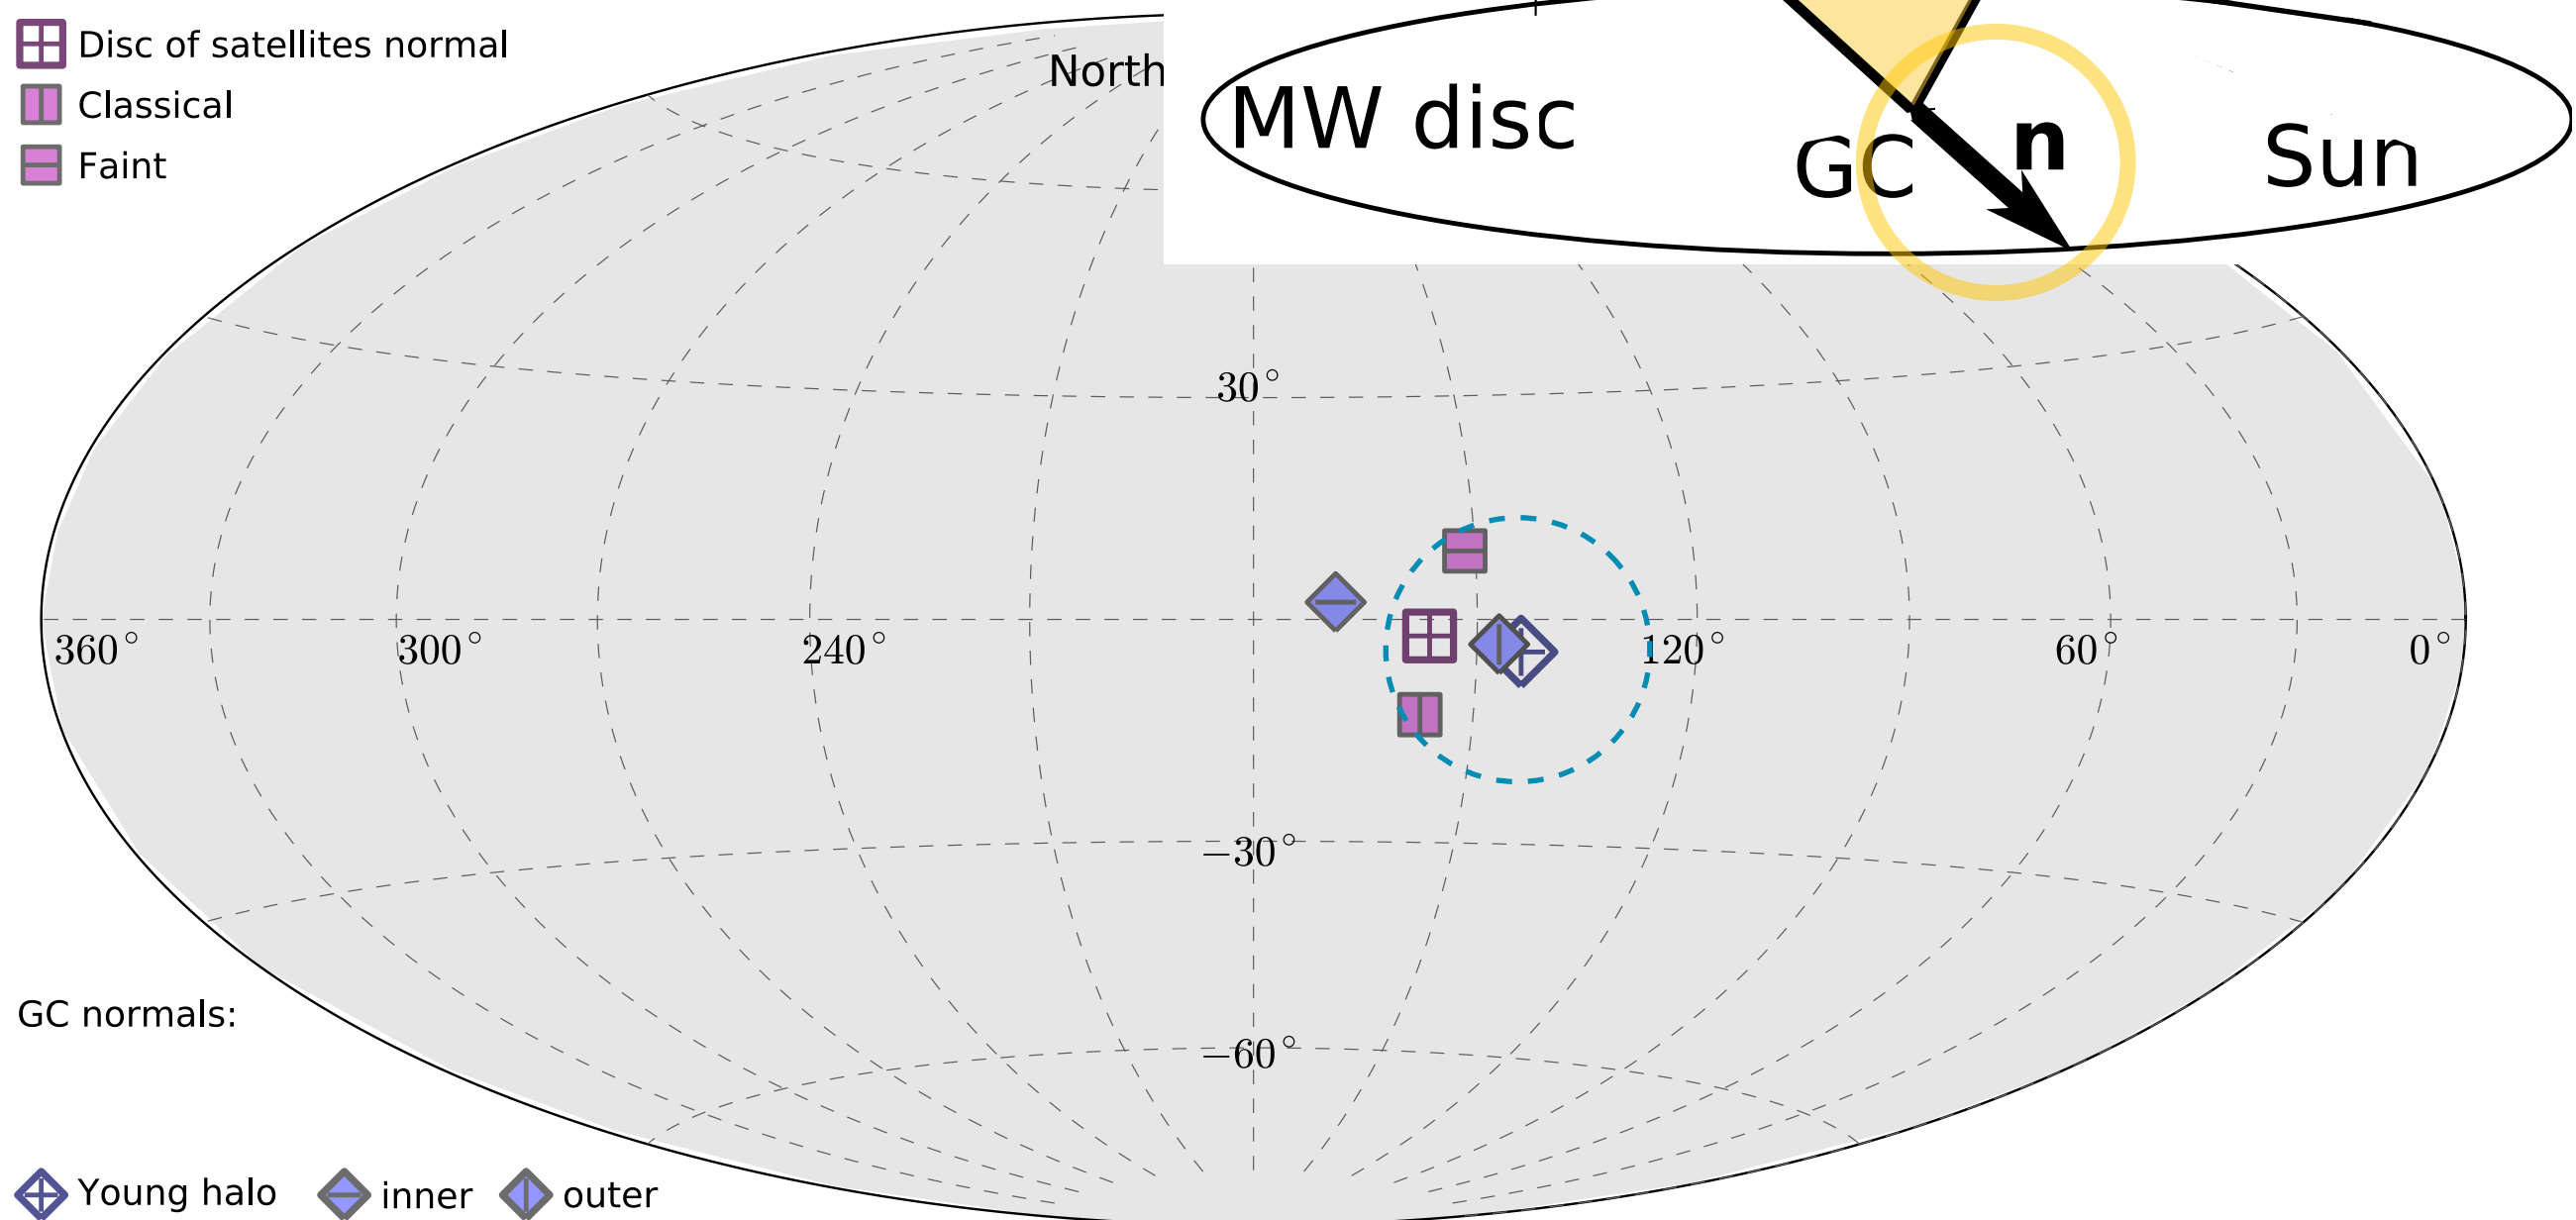 Disc of satellites normal
Classical
Faint
North
MW disc
GC
n
Sun
30°
360°
300°
240°
120°
60°
0°
−30°
−60°
GC normals:
Young halo
inner
outer